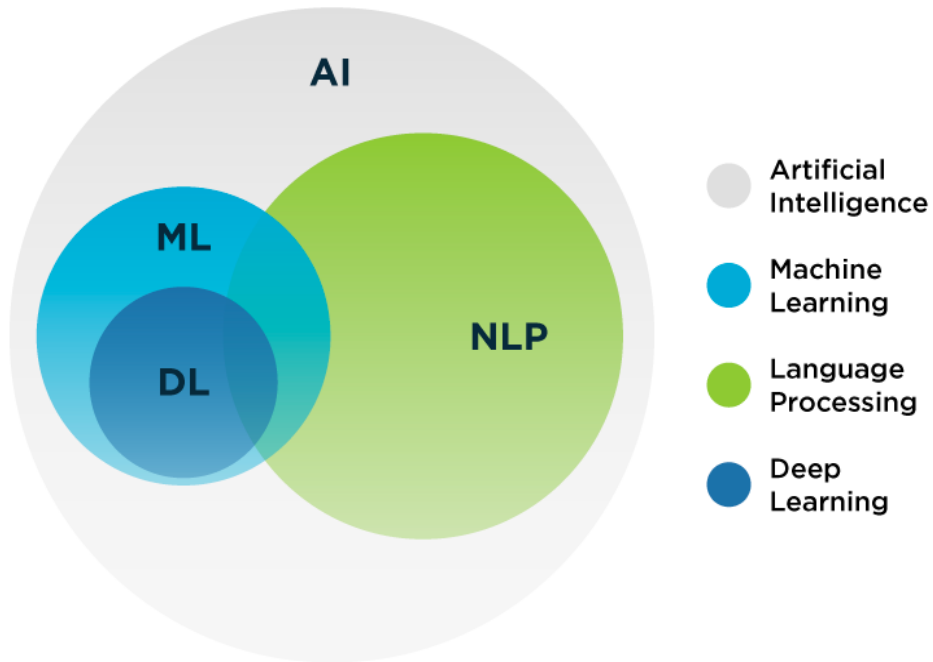 AI
ML
DL
NLP
Artificial
Intelligence
Machine
Learning
Language
Processing
Deep
Learning